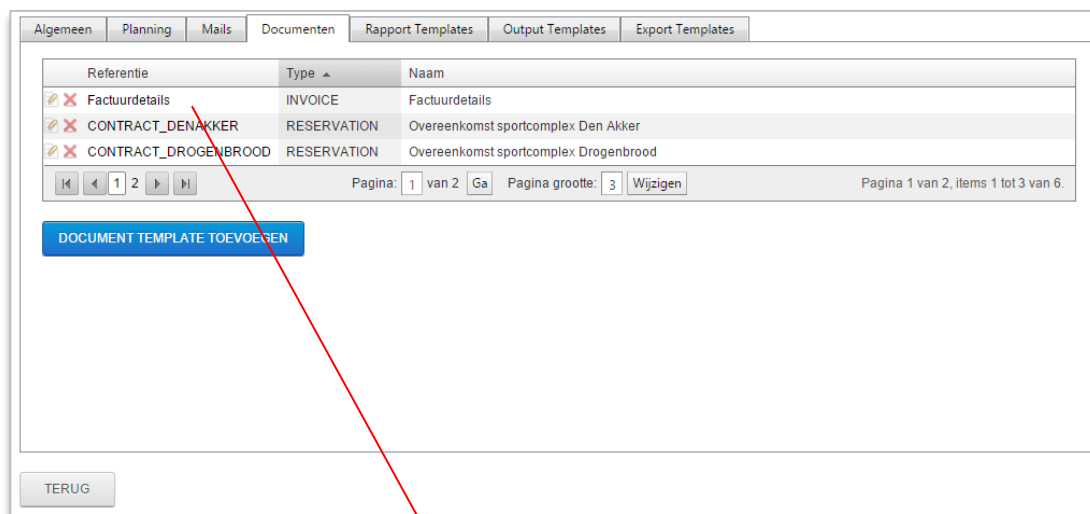 Algemeen Planning Mails Documenten Rapport Templates Output Templates Export Templates
Referentie Type Naam
Factuurdetails INVOICE Factuurdetails
CONTRACT_DENAKKER RESERVATION Overeenkomst sportcomplex Den Akker
CONTRACT_DROGENBROOD RESERVATION Overeenkomst sportcomplex Drogenbrood
1 2 Pagina: 1 van 2 Ga Pagina grootte: 3 Wijzigen Pagina 1 van 2, items 1 tot 3 van 6.
DOCUMENT TEMPLATE TOEVOEGEN
TERUG